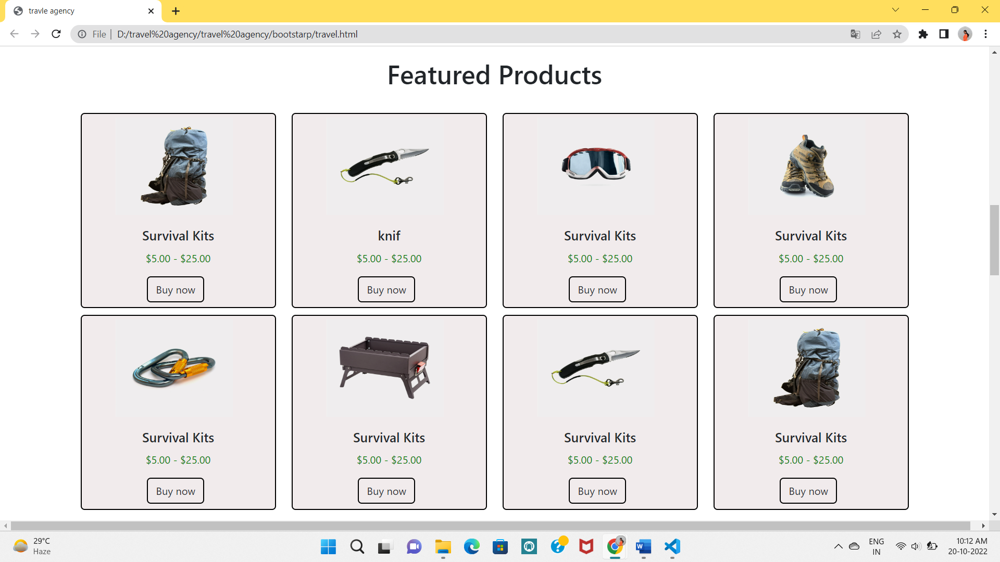 travle agency
File | D:/travel%20agency/travel%20agency/bootstarp/travel.html
Featured Products
Survival Kits
$5.00 - $25.00
Buy now
knif
$5.00 - $25.00
Buy now
Survival Kits
$5.00 - $25.00
Buy now
Survival Kits
$5.00 - $25.00
Buy now
Survival Kits
$5.00 - $25.00
Buy now
Survival Kits
$5.00 - $25.00
Buy now
Survival Kits
$5.00 - $25.00
Buy now
Survival Kits
$5.00 - $25.00
Buy now
29°C
Haze
ENG
IN
10:12 AM
20-10-2022